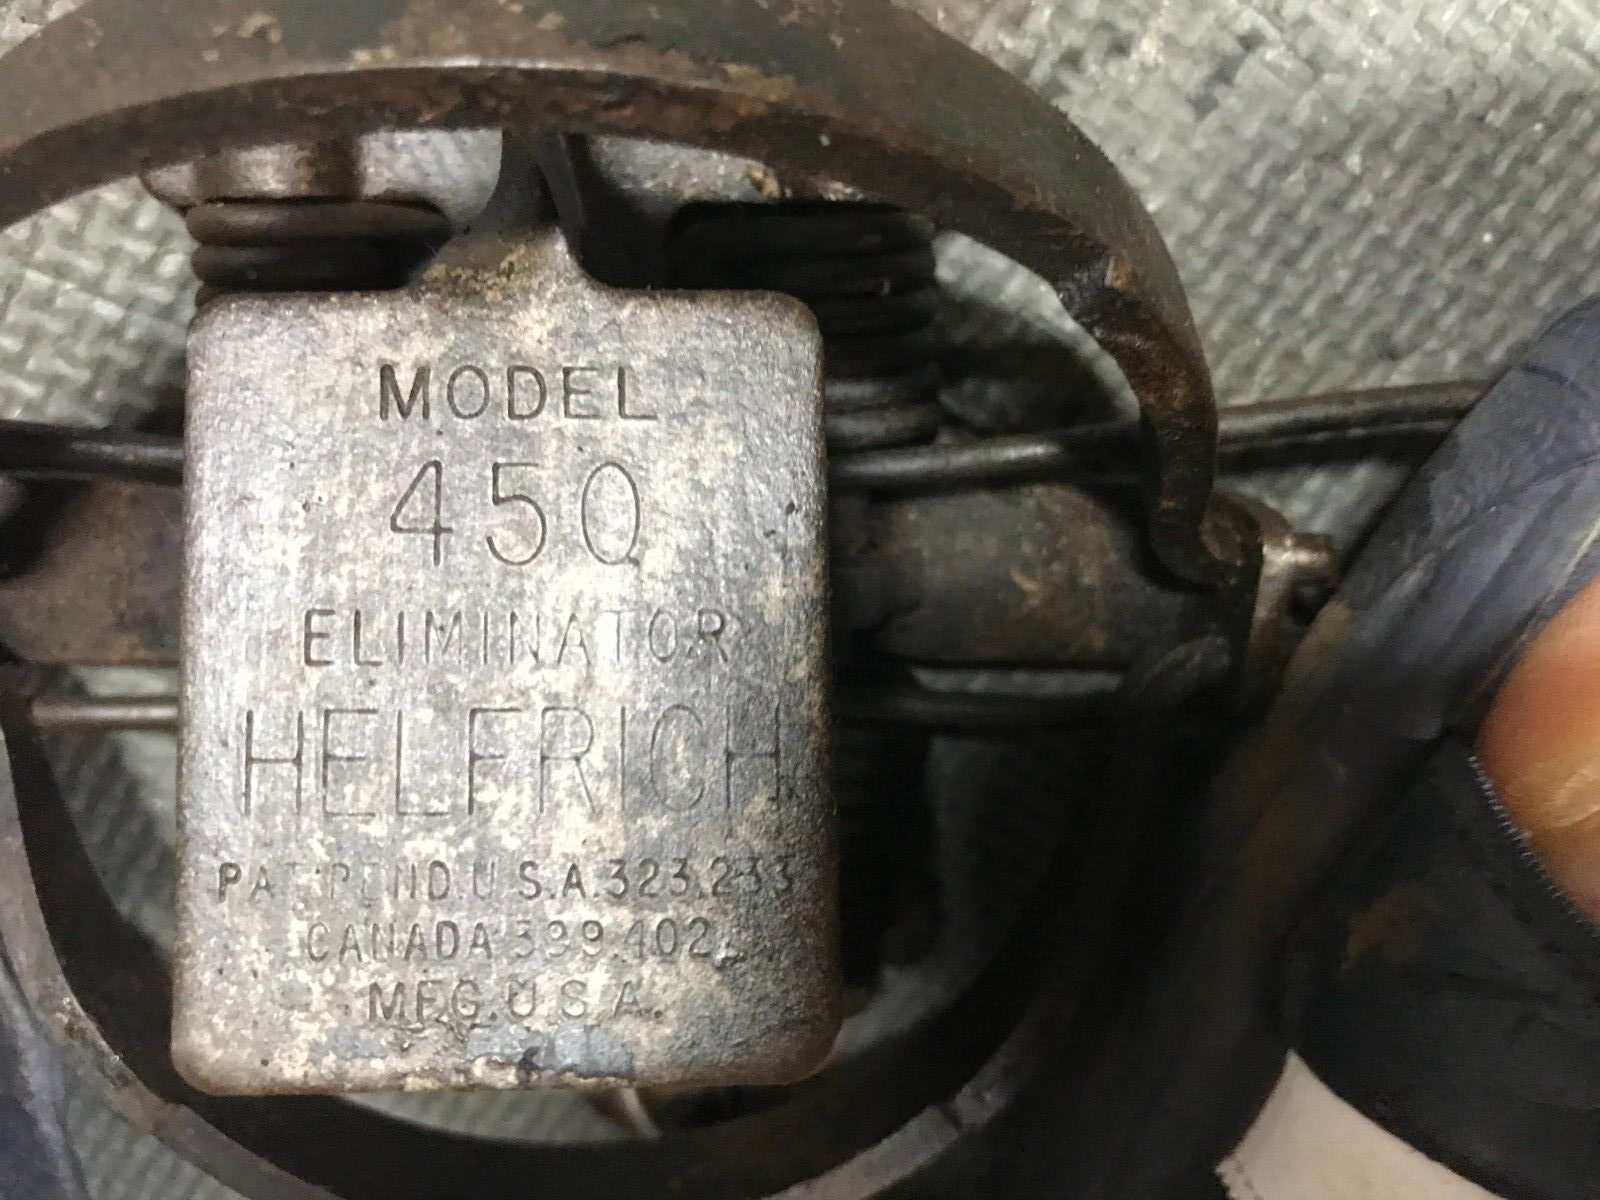 MODEL
450
ELIMINATOR
HELFRICH
PAT. PEND. U.S.A. 323,233
CANADA 399,402
MFG. U.S.A.